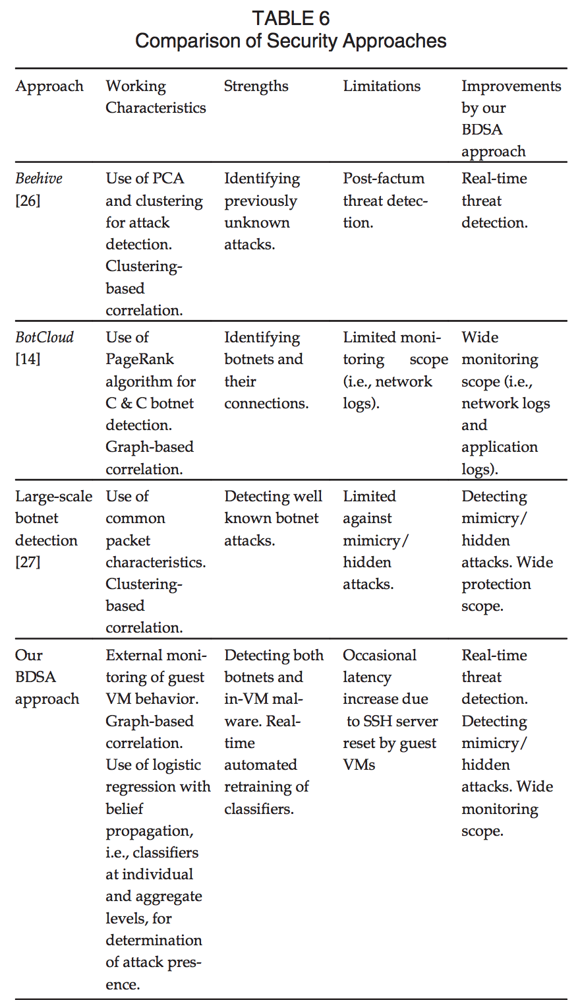 TABLE 6
Comparison of Security Approaches
Approach
Working
Characteristics
Strengths
Limitations
Improvements
by our
BDSA
approach
Beehive
[26]
Use of PCA
and clustering
for attack
detection.
Clustering-
based
correlation.
Identifying
previously
unknown
attacks.
Post-factum
threat detec-
tion.
Real-time
threat
detection.
BotCloud
[14]
Use of
PageRank
algorithm for
C & C botnet
detection.
Graph-based
correlation.
Identifying
botnets and
their
connections.
Limited moni-
toring scope
(i.e., network
logs).
Wide
monitoring
scope (i.e.,
network logs
and
application
logs).
Large-scale
botnet
detection
[27]
Use of
common
packet
characteristics.
Clustering-
based
correlation.
Detecting well
known botnet
attacks.
Limited
against
mimicry/
hidden
attacks.
Detecting
mimicry/
hidden
attacks. Wide
protection
scope.
Our
BDSA
approach
External moni-
toring of guest
VM behavior.
Graph-based
correlation.
Use of logistic
regression with
belief
propagation,
i.e., classifiers
at individual
and aggregate
levels, for
determination
of attack pres-
ence.
Detecting both
botnets and
in-VM mal-
ware. Real-
time
automated
retraining of
classifiers.
Occasional
latency
increase due
to SSH server
reset by guest
VMs
Real-time
threat
detection.
Detecting
mimicry/
hidden
attacks. Wide
monitoring
scope.